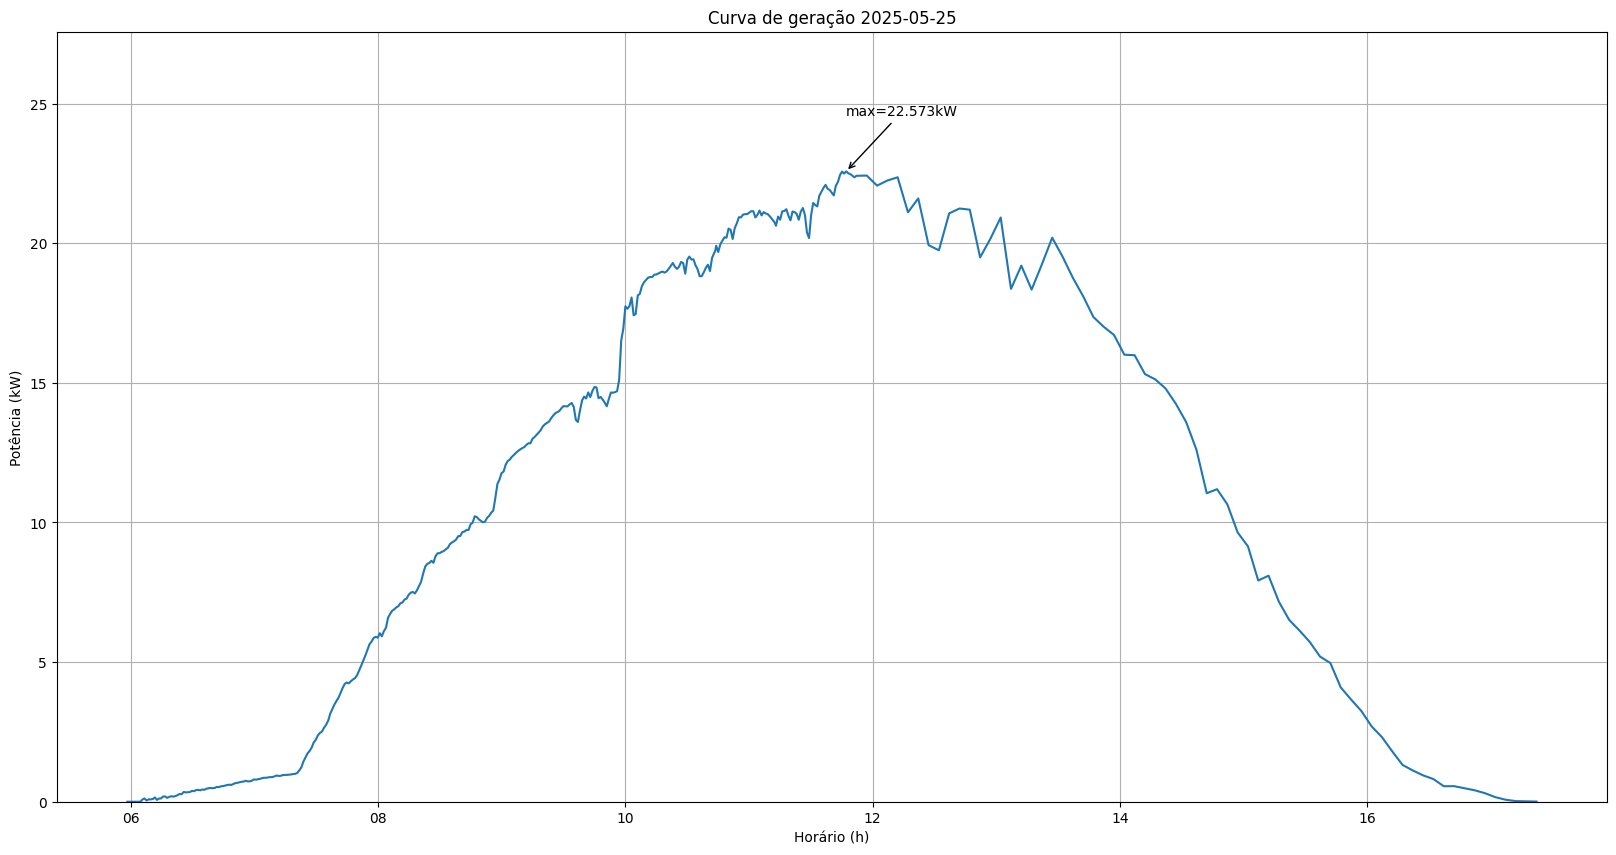 Curva de geração 2025-05-25
25
max=22.573kW
20
15
Potência (kW)
10
5
0
06 08 10 12 14 16
Horário (h)